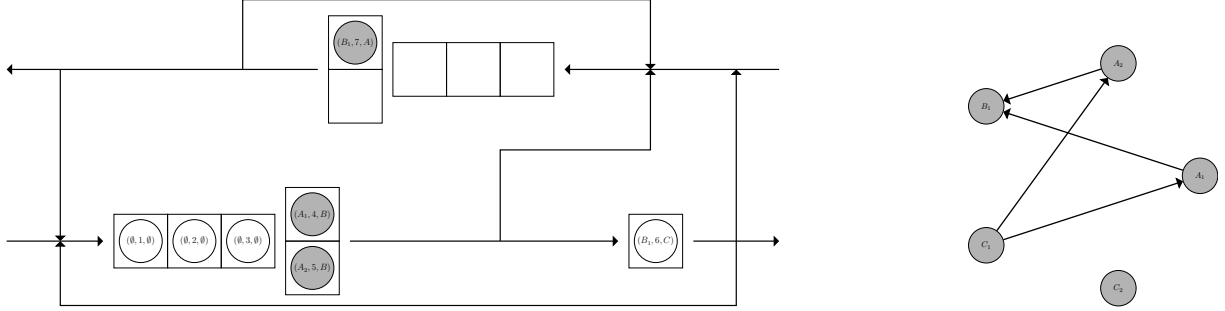 (B₁, 7, A)
(∅, 1, ∅) (∅, 2, ∅) (∅, 3, ∅) (A₁, 4, B) (B₁, 6, C)
(A₂, 5, B)
A₂
B₁
A₁
C₁
C₂